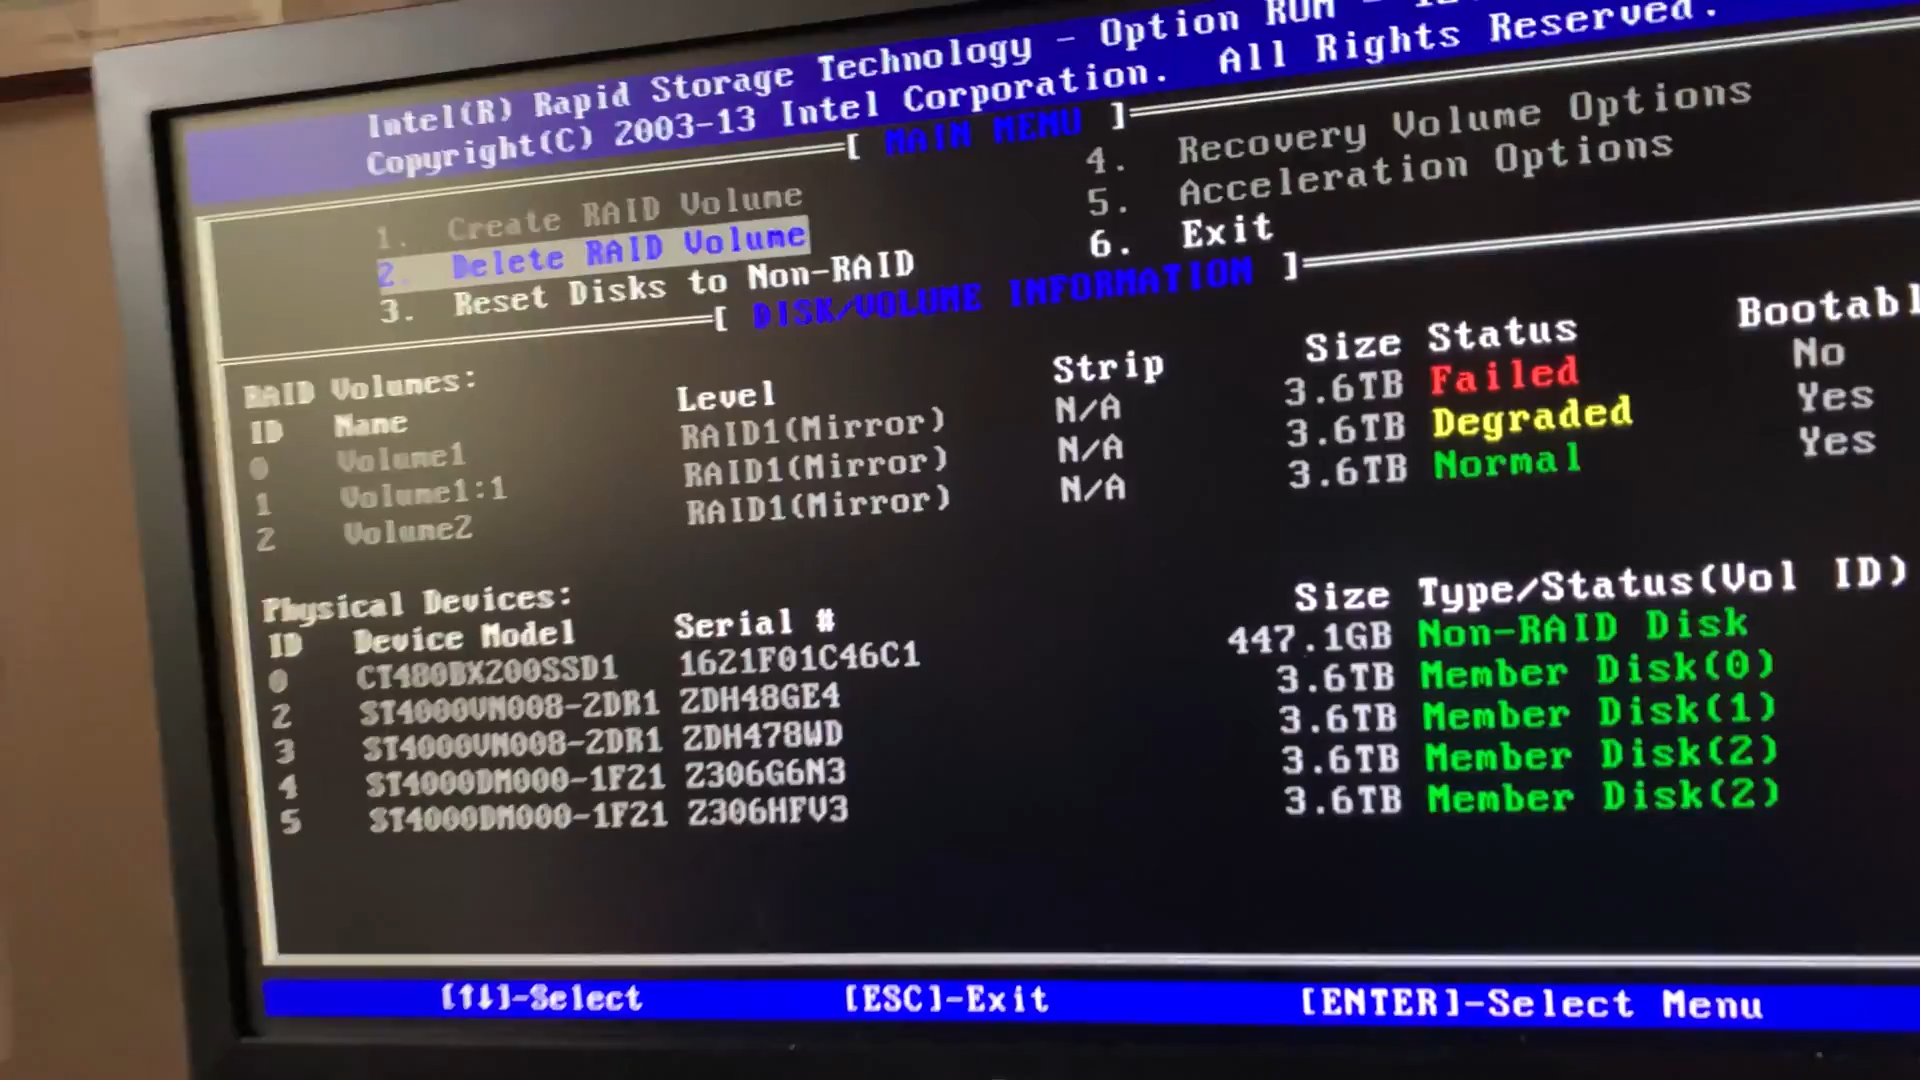 Intel(R) Rapid Storage Technology - Option ROM -
Copyright(C) 2003-13 Intel Corporation. All Rights Reserved.
[ MAIN MENU ]
1. Create RAID Volume
2. Delete RAID Volume
3. Reset Disks to Non-RAID
4. Recovery Volume Options
5. Acceleration Options
6. Exit
[ DISK/VOLUME INFORMATION ]
RAID Volumes:
ID Name Level Strip Size Status Bootabl
0 Volume1 RAID1(Mirror) N/A 3.6TB Failed No
1 Volume1:1 RAID1(Mirror) N/A 3.6TB Degraded Yes
2 Volume2 RAID1(Mirror) N/A 3.6TB Normal Yes
Physical Devices:
ID Device Model Serial # Size Type/Status(Vol ID)
0 CT480BX200SSD1 1621F01C46C1 447.1GB Non-RAID Disk
2 ST4000VN008-2DR1 ZDH48GE4 3.6TB Member Disk(0)
3 ST4000VN008-2DR1 ZDH478WD 3.6TB Member Disk(1)
4 ST4000DM000-1F21 Z306G6N3 3.6TB Member Disk(2)
5 ST4000DM000-1F21 Z306HFV3 3.6TB Member Disk(2)
[↑↓]-Select [ESC]-Exit [ENTER]-Select Menu